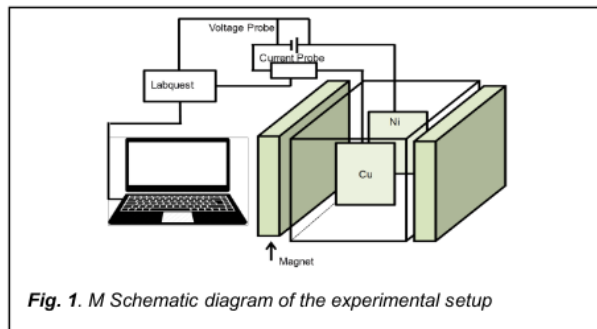 Voltage Probe
Current Probe
Labquest
Ni
Cu
Magnet
Fig. 1. M Schematic diagram of the experimental setup